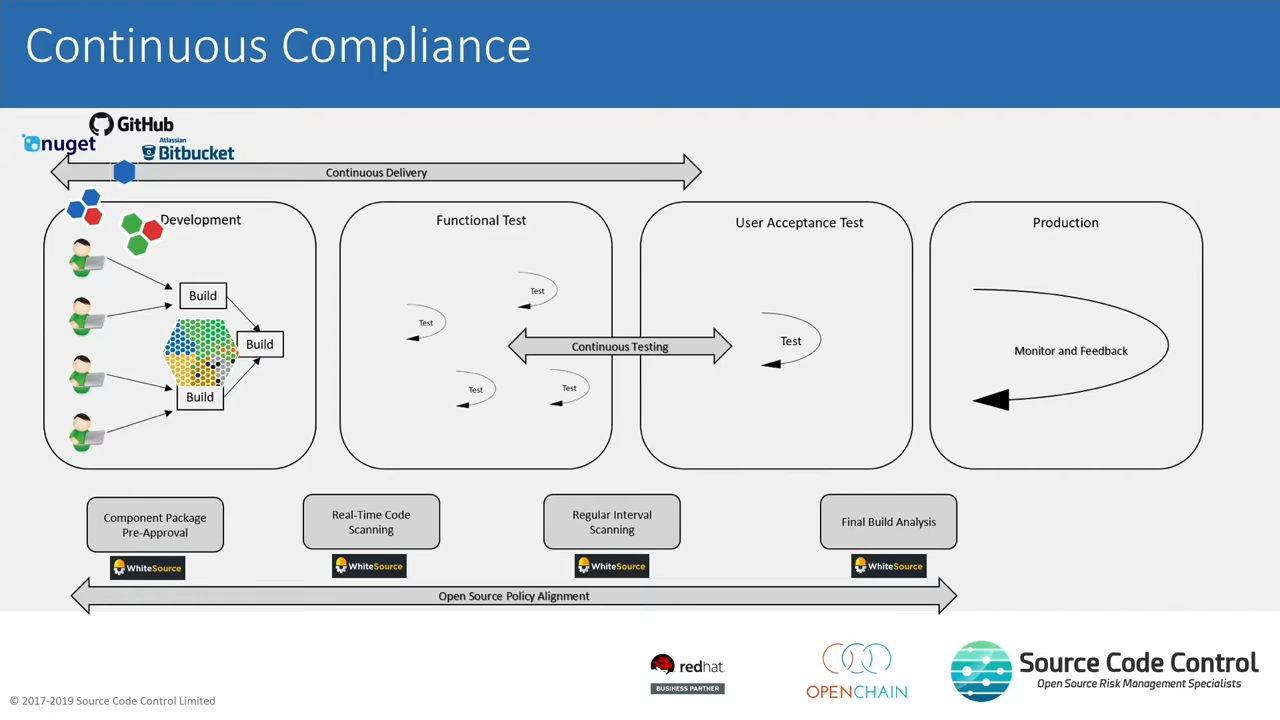 Continuous Compliance
GitHub
nuget
Atlassian
Bitbucket
Continuous Delivery
Development
Functional Test
User Acceptance Test
Production
Build
Build
Build
Test
Test
Test
Test
Continuous Testing
Test
Monitor and Feedback
Component Package
Pre-Approval
Real-Time Code
Scanning
Regular Interval
Scanning
Final Build Analysis
WhiteSource
WhiteSource
WhiteSource
WhiteSource
Open Source Policy Alignment
redhat.
BUSINESS PARTNER
OPENCHAIN
Source Code Control
Open Source Risk Management Specialists
© 2017-2019 Source Code Control Limited